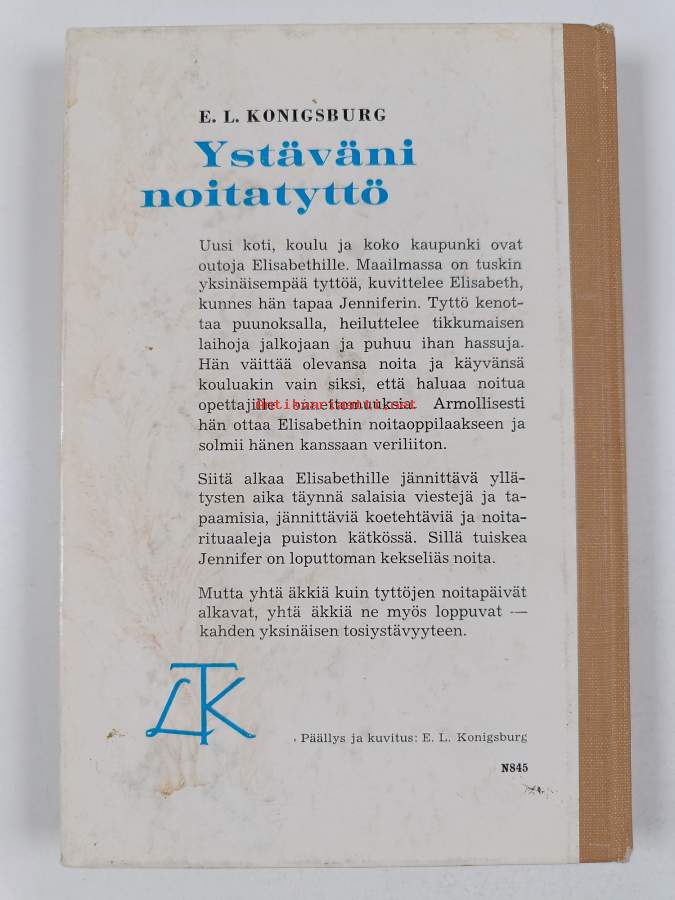 E. L. KONIGSBURG
Ystäväni
noitatyttö
Uusi koti, koulu ja koko kaupunki ovat
outoja Elisabethille. Maailmassa on tuskin
yksinäisempää tyttöä, kuvittelee Elisabeth,
kunnes hän tapaa Jenniferin. Tyttö kenot-
taa puunoksalla, heiluttelee tikkumaisen
laihoja jalkojaan ja puhuu ihan hassuja.
Hän väittää olevansa noita ja käyvänsä
kouluakin vain siksi, että haluaa noitua
opettajille onnettomuuksia. Armollisesti
hän ottaa Elisabethin noitaoppilaakseen ja
solmii hänen kanssaan veriliiton.
Siitä alkaa Elisabethille jännittävä yllä-
tysten aika täynnä salaisia viestejä ja ta-
paamisia, jännittäviä koetehtäviä ja noita-
rituaaleja puiston kätkössä. Sillä tuiskea
Jennifer on loputtoman kekseliäs noita.
Mutta yhtä äkkiä kuin tyttöjen noitapäivät
alkavat, yhtä äkkiä ne myös loppuvat —
kahden yksinäisen tosiystävyyteen.
LTK
Päällys ja kuvitus: E. L. Konigsburg
N845